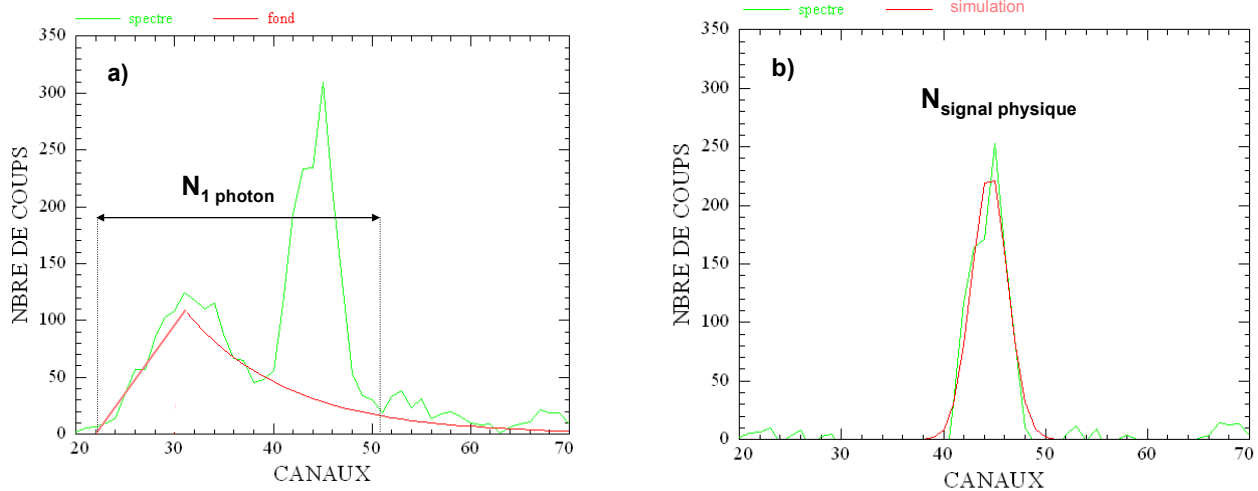 spectre fond
a)
N1 photon
NBRE DE COUPS
350
300
250
200
150
100
50
0
20 30 40 50 60 70
CANAUX
spectre simulation
b)
Nsignal physique
NBRE DE COUPS
350
300
250
200
150
100
50
0
20 30 40 50 60 70
CANAUX